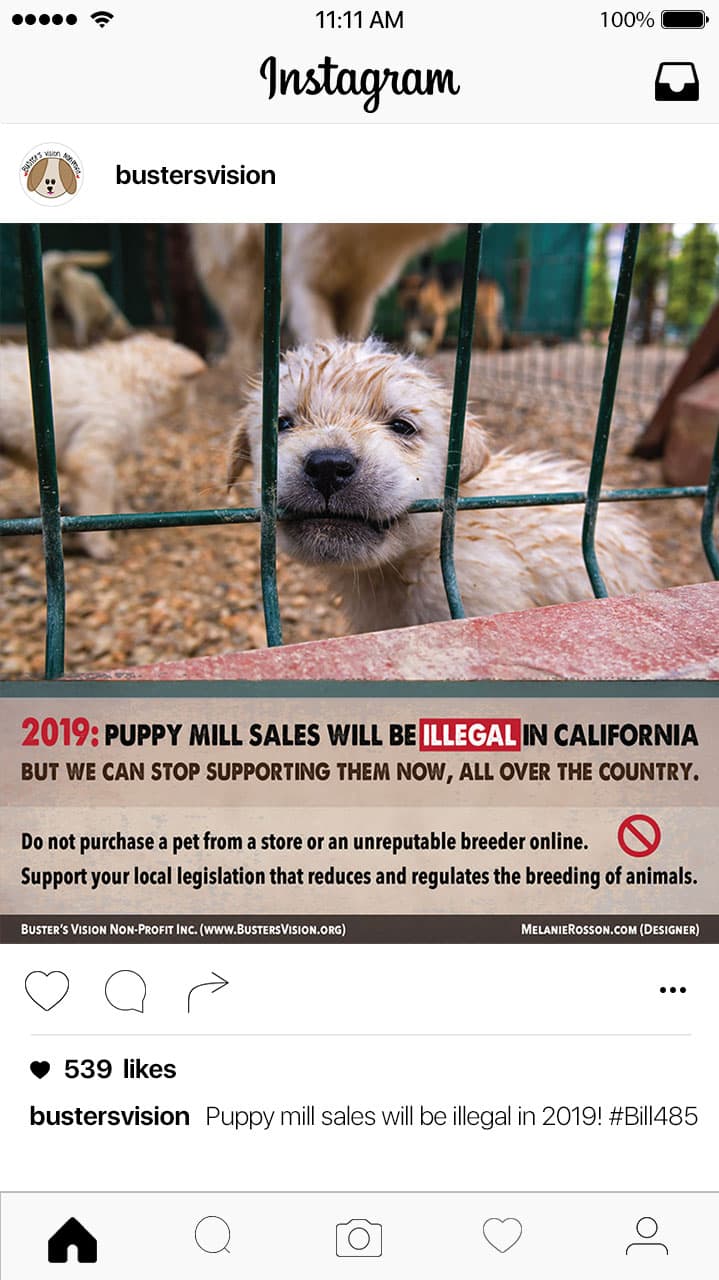 11:11 AM
100%
Instagram
BUSTER'S VISION NON-PROFIT
bustersvision
2019: PUPPY MILL SALES WILL BE ILLEGAL IN CALIFORNIA
BUT WE CAN STOP SUPPORTING THEM NOW, ALL OVER THE COUNTRY.
Do not purchase a pet from a store or an unreputable breeder online.
Support your local legislation that reduces and regulates the breeding of animals.
BUSTER'S VISION NON-PROFIT INC. (WWW.BUSTERSVISION.ORG)
MELANIEROSSON.COM (DESIGNER)
539 likes
bustersvision Puppy mill sales will be illegal in 2019! #Bill485